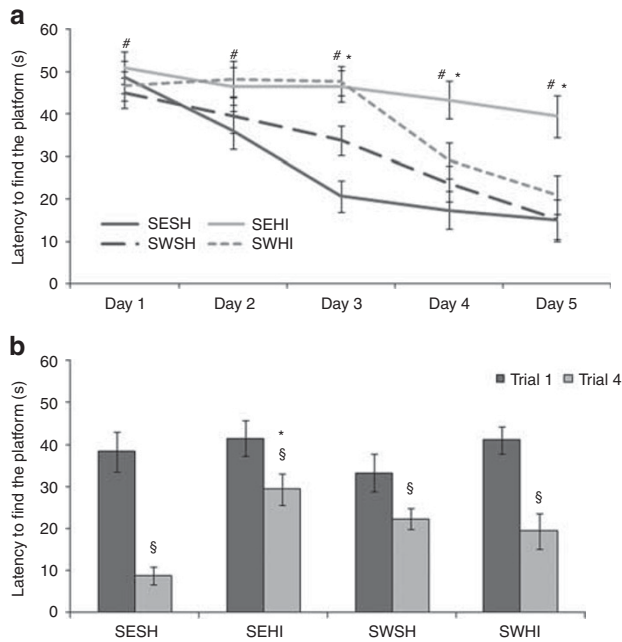 a
60
50
40
30
20
10
0
Latency to find the platform (s)
# # # * # * # *
SESH SEHI
SWSH SWHI
Day 1 Day 2 Day 3 Day 4 Day 5
b
60
50
40
30
20
10
0
Latency to find the platform (s)
Trial 1 Trial 4
*
§ § § §
SESH SEHI SWSH SWHI